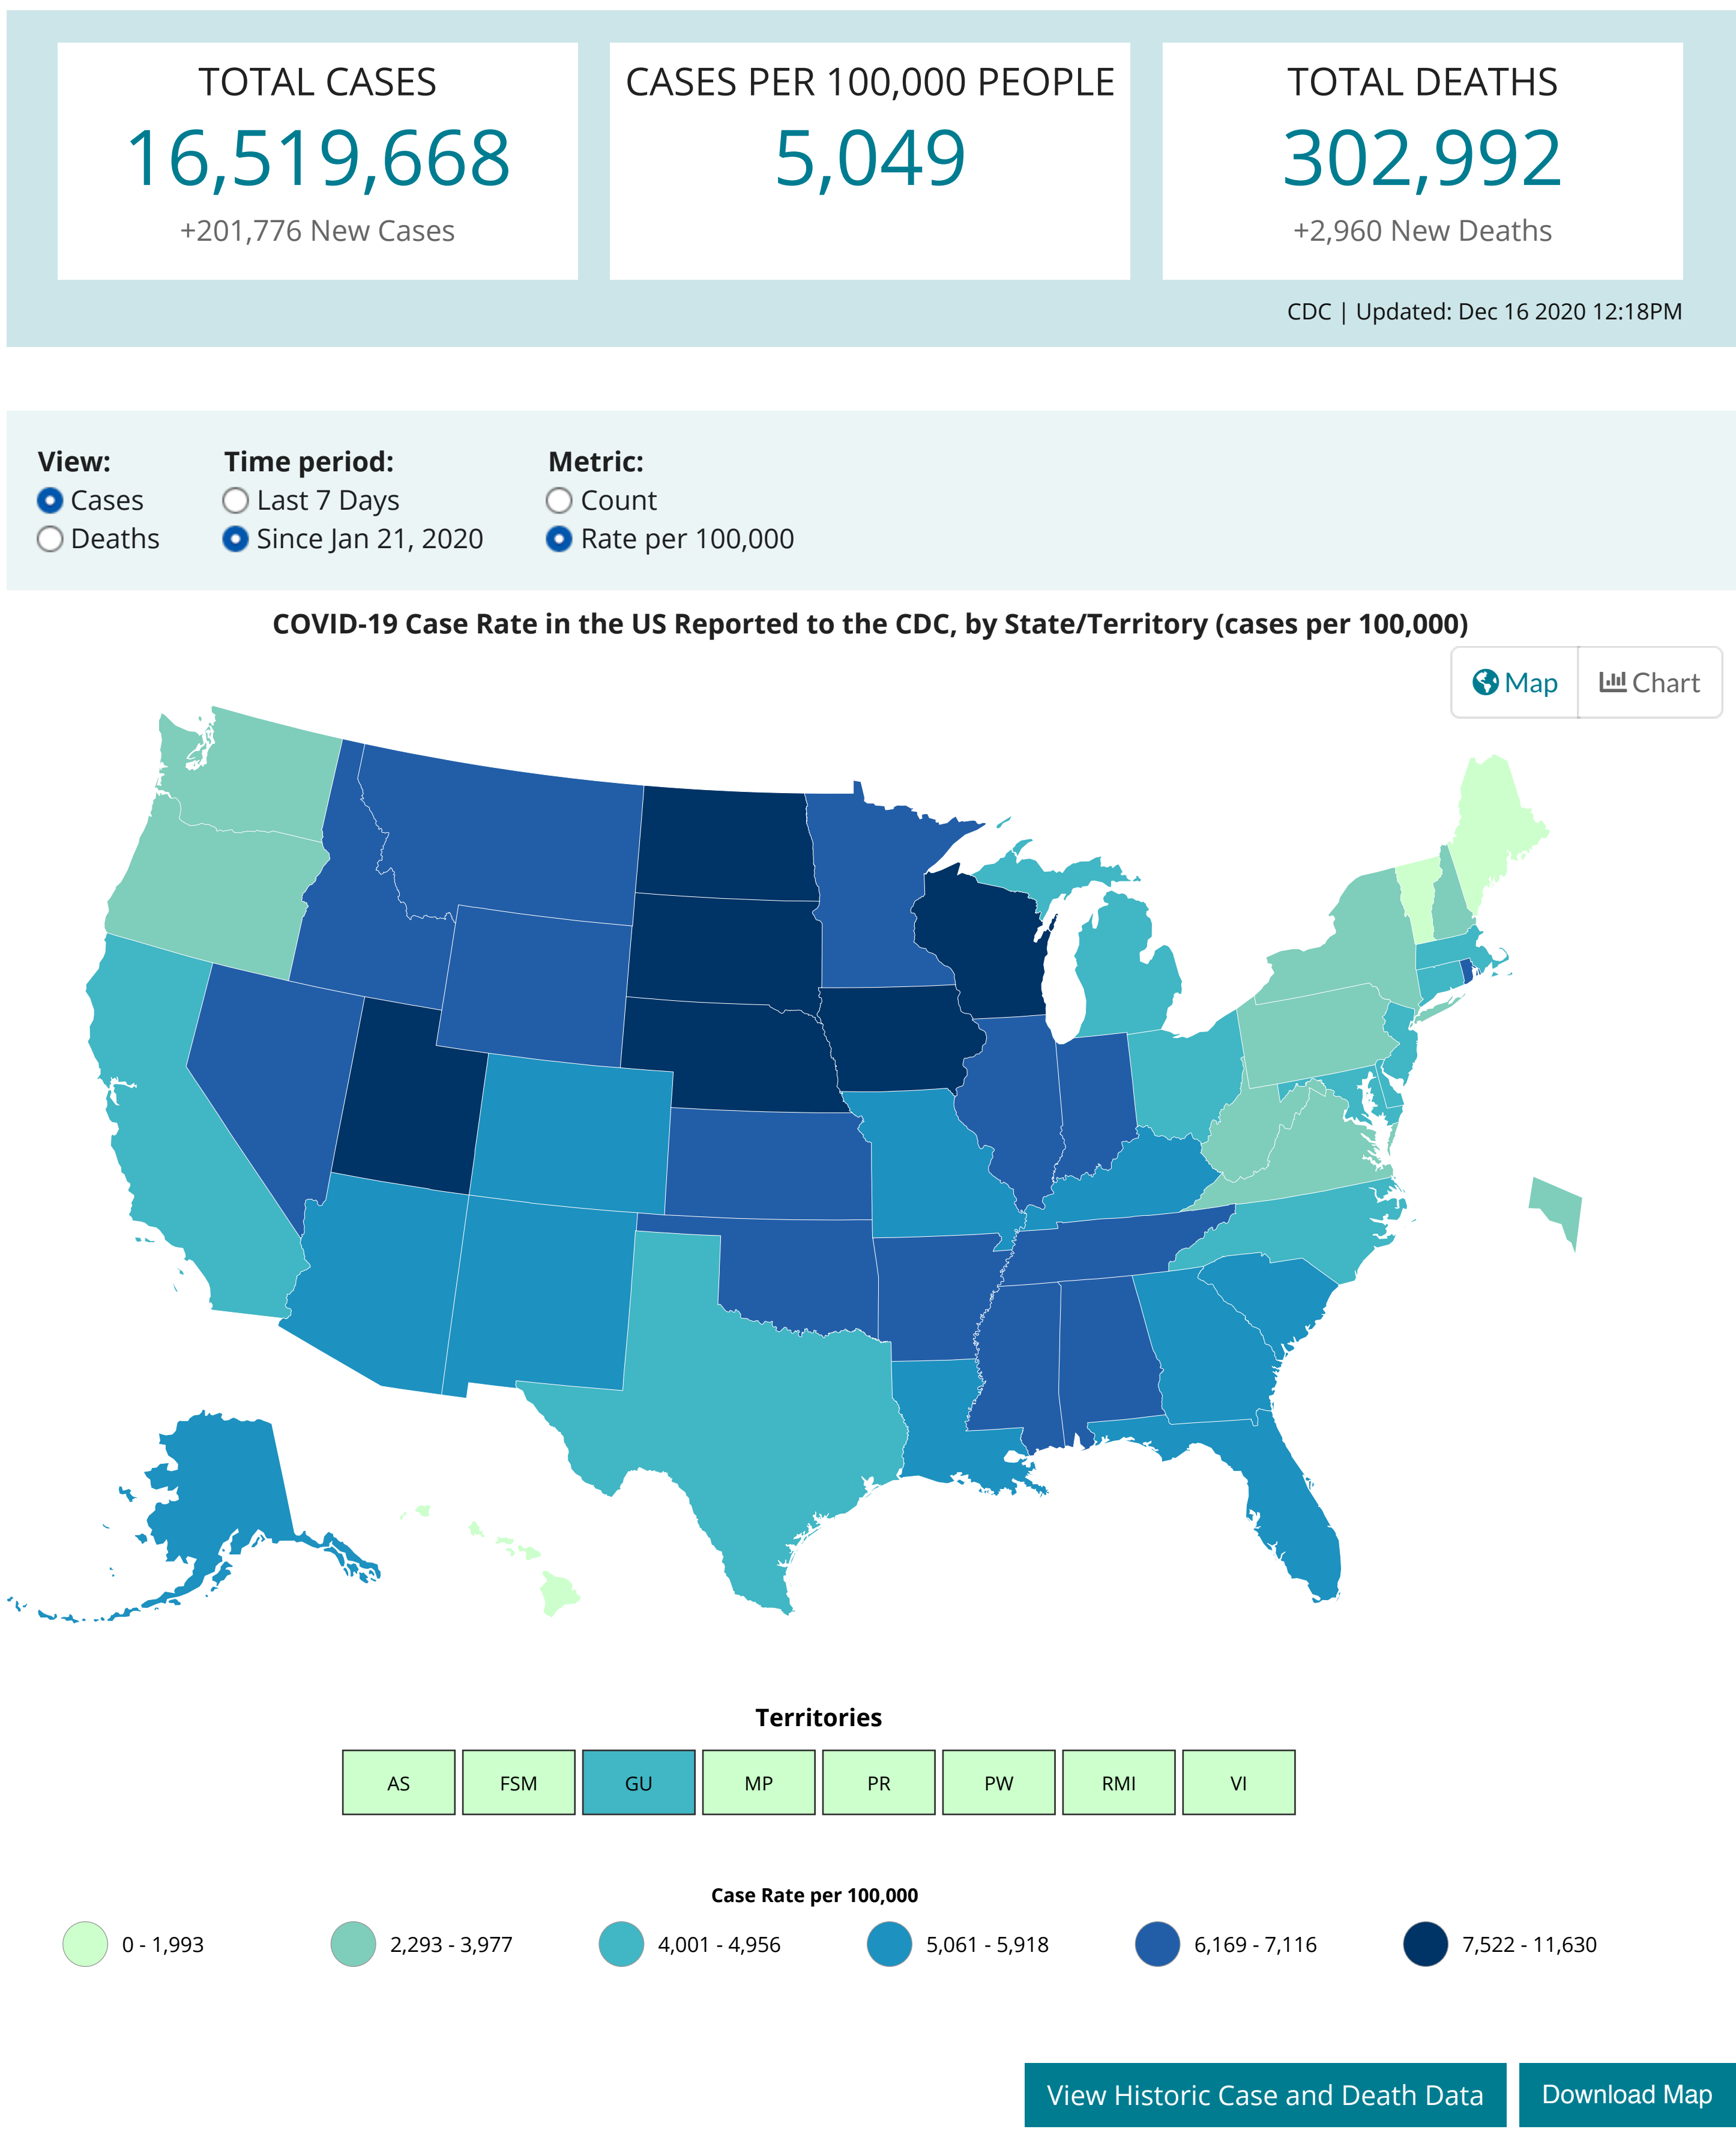 TOTAL CASES
16,519,668
+201,776 New Cases
CASES PER 100,000 PEOPLE
5,049
TOTAL DEATHS
302,992
+2,960 New Deaths
CDC | Updated: Dec 16 2020 12:18PM
View:
Cases
Deaths
Time period:
Last 7 Days
Since Jan 21, 2020
Metric:
Count
Rate per 100,000
COVID-19 Case Rate in the US Reported to the CDC, by State/Territory (cases per 100,000)
Map
Chart
Territories
AS
FSM
GU
MP
PR
PW
RMI
VI
Case Rate per 100,000
0 - 1,993
2,293 - 3,977
4,001 - 4,956
5,061 - 5,918
6,169 - 7,116
7,522 - 11,630
View Historic Case and Death Data
Download Map